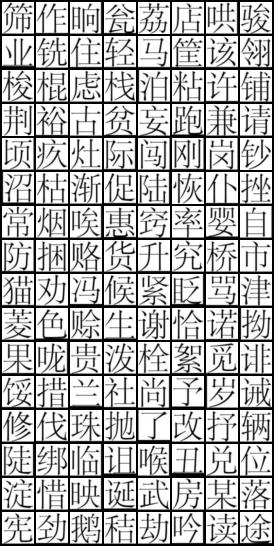 筛作晌瓮荔店哄骏
业铣住轻马筐该翎
梭棍虑栈泊粘许铺
荆裕古贫妄跑兼请
顷疚灶际闯刚岗钞
沼枯渐促陆恢仆挫
常烟唉惠窍率婴自
防捆赂货升究桥市
猫劝冯候紧贬骂津
菱色赊生谢恰诺拗
果咙贵泼栓絮觅诽
馁措兰社尚予岁诫
修伐珠抛了改抒辆
陡绑临诅喉丑兑位
淀惜映诞武房某落
宪劲鹅秸劫吟读途